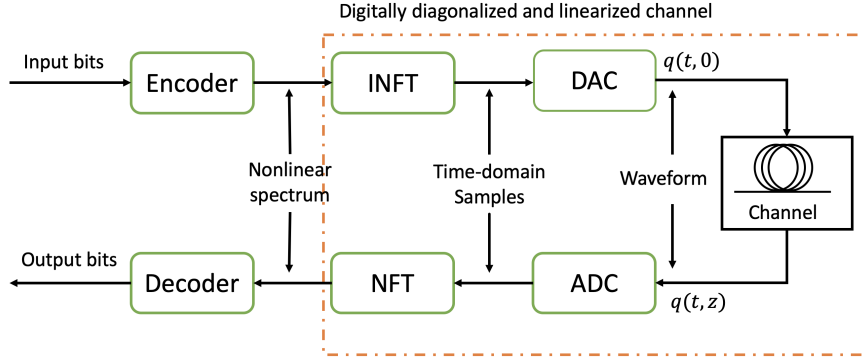 Digitally diagonalized and linearized channel
Input bits
Encoder
INFT
DAC
q(t, 0)
Nonlinear
spectrum
Time-domain
Samples
Waveform
Channel
Output bits
Decoder
NFT
ADC
q(t, z)